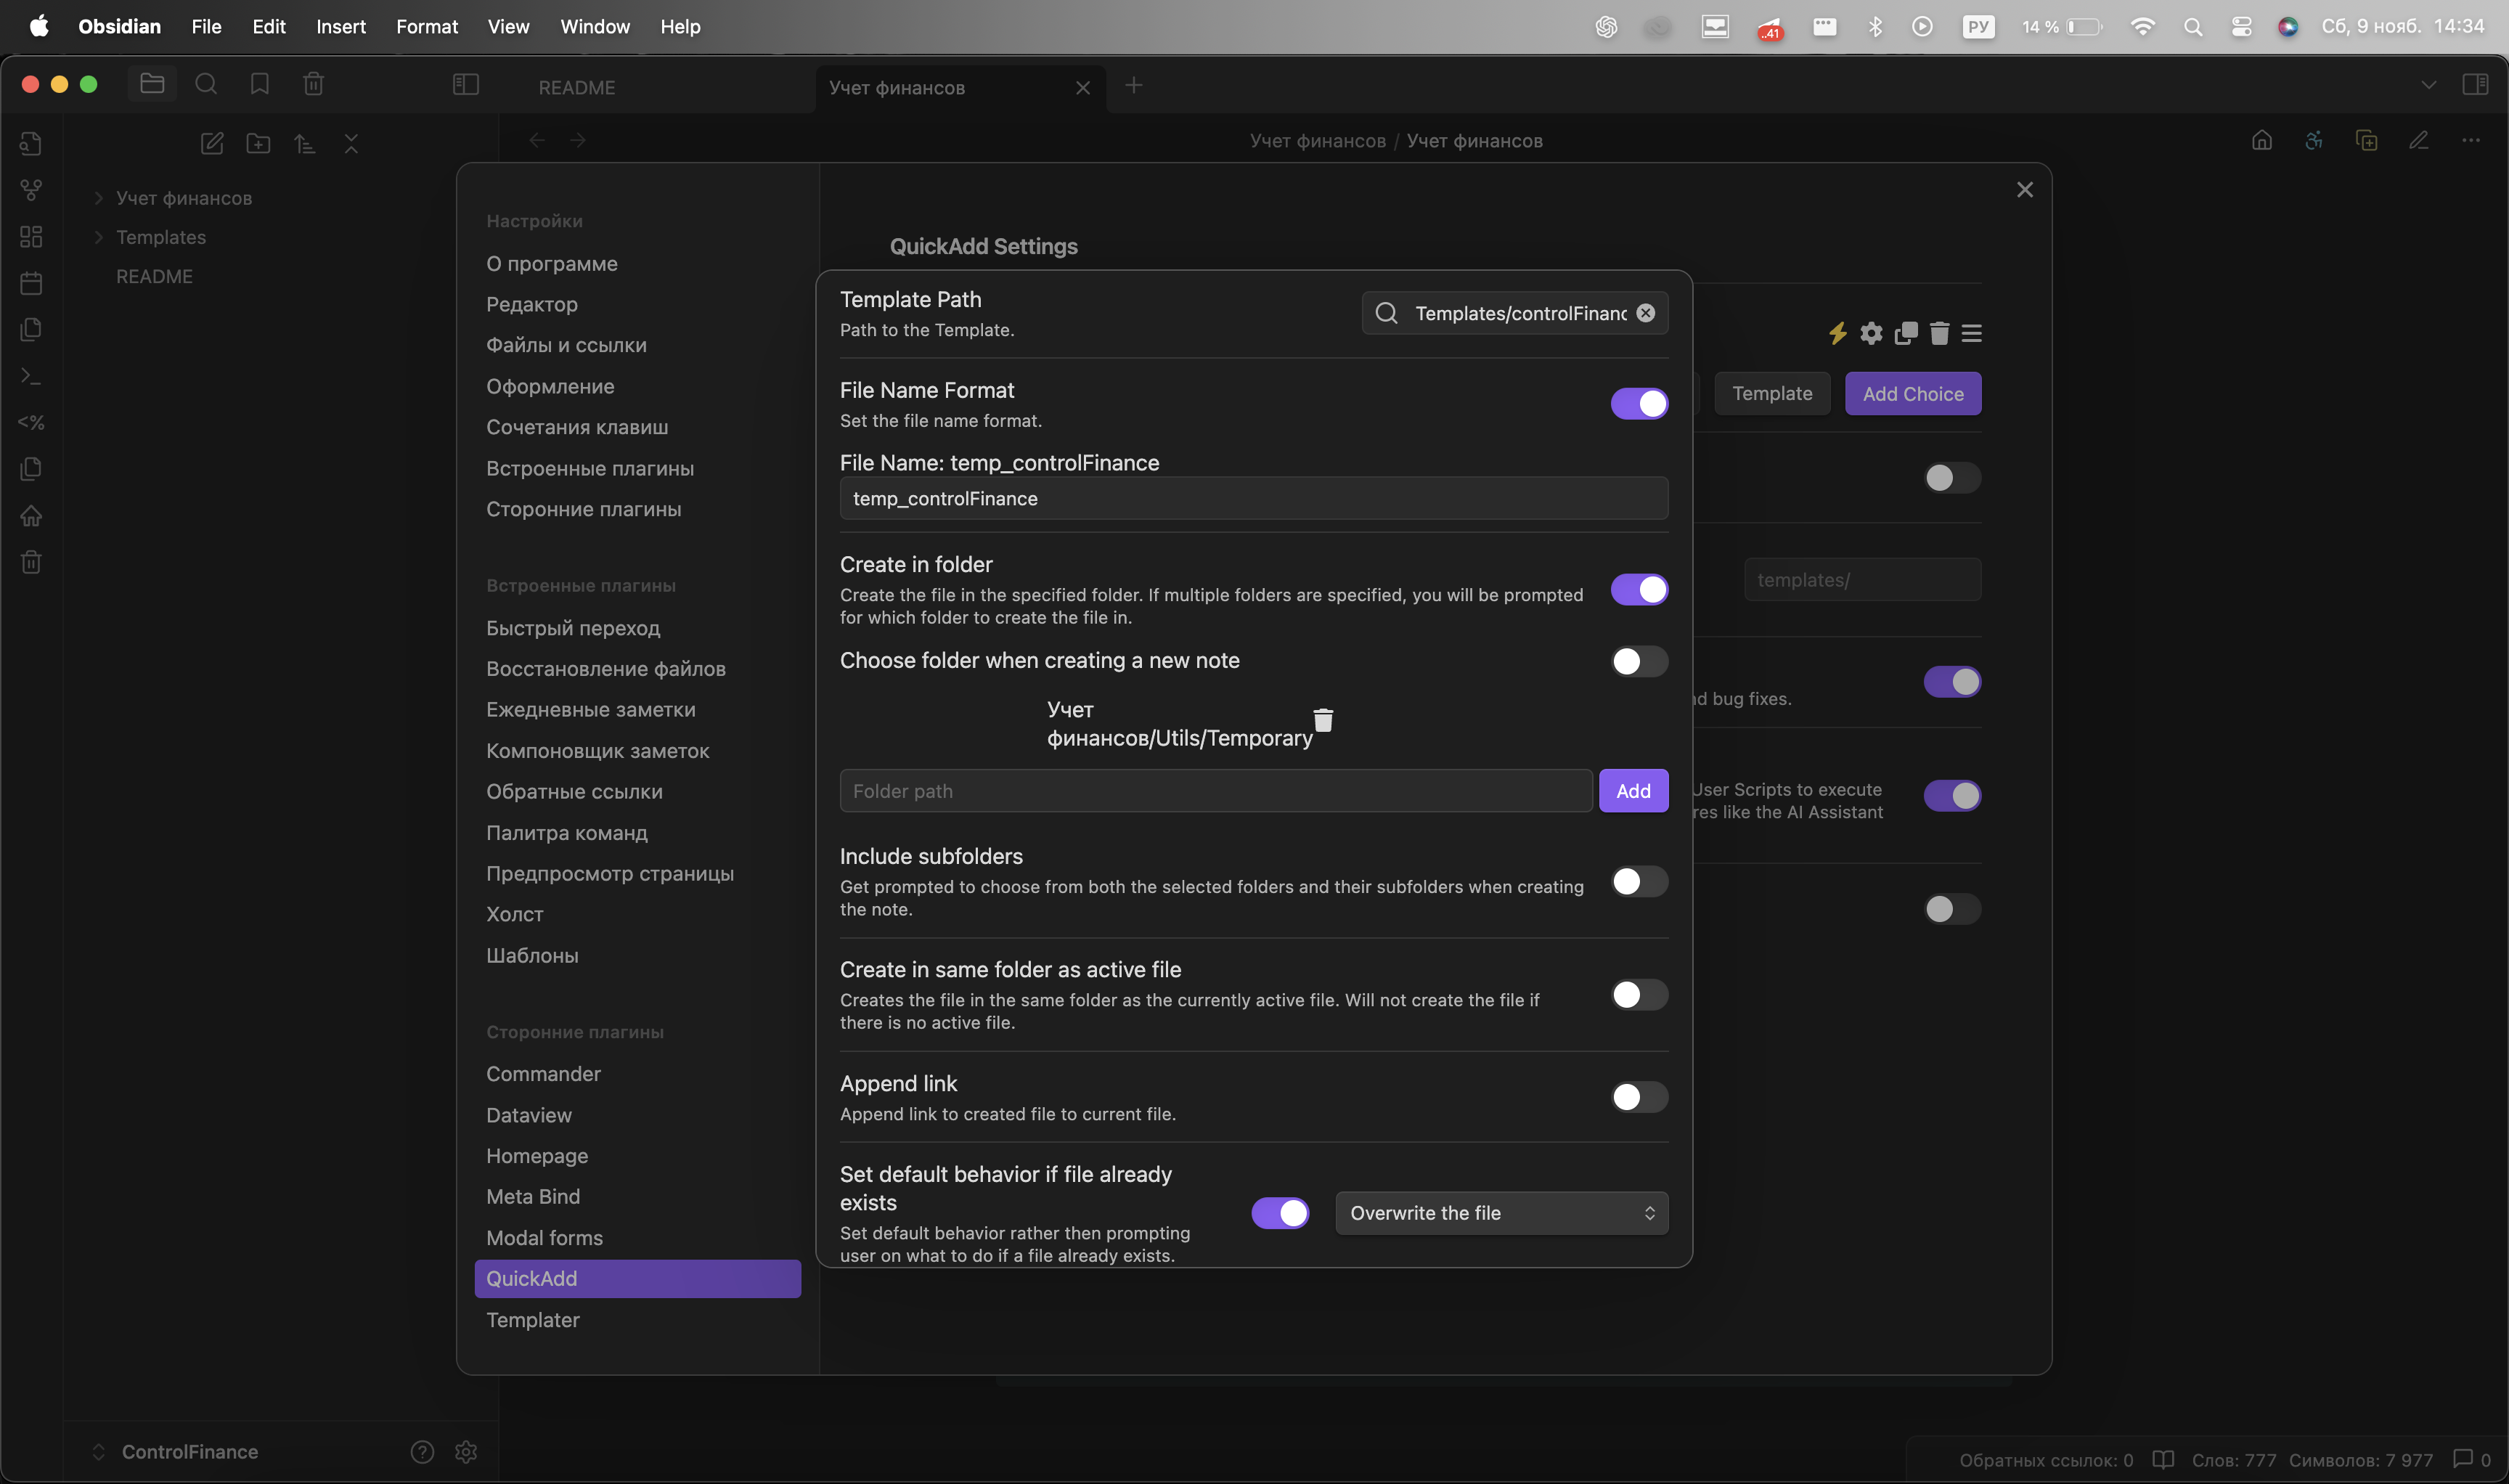 Obsidian File Edit Insert Format View Window Help
..41
РУ
14 %
Сб, 9 нояб. 14:34
README
Учет финансов
Учет финансов / Учет финансов
<%
Учет финансов
Templates
README
Настройки
О программе
Редактор
Файлы и ссылки
Оформление
Сочетания клавиш
Встроенные плагины
Сторонние плагины
Встроенные плагины
Быстрый переход
Восстановление файлов
Ежедневные заметки
Компоновщик заметок
Обратные ссылки
Палитра команд
Предпросмотр страницы
Холст
Шаблоны
Сторонние плагины
Commander
Dataview
Homepage
Meta Bind
Modal forms
QuickAdd
Templater
QuickAdd Settings
Template
Add Choice
templates/
d bug fixes.
User Scripts to execute
res like the AI Assistant
Template Path
Path to the Template.
Templates/controlFinanc
File Name Format
Set the file name format.
File Name: temp_controlFinance
temp_controlFinance
Create in folder
Create the file in the specified folder. If multiple folders are specified, you will be prompted
for which folder to create the file in.
Choose folder when creating a new note
Учет
финансов/Utils/Temporary
Folder path
Add
Include subfolders
Get prompted to choose from both the selected folders and their subfolders when creating
the note.
Create in same folder as active file
Creates the file in the same folder as the currently active file. Will not create the file if
there is no active file.
Append link
Append link to created file to current file.
Set default behavior if file already
exists
Set default behavior rather then prompting
user on what to do if a file already exists.
Overwrite the file
ControlFinance
Обратных ссылок: 0
Слов: 777
Символов: 7 977
0